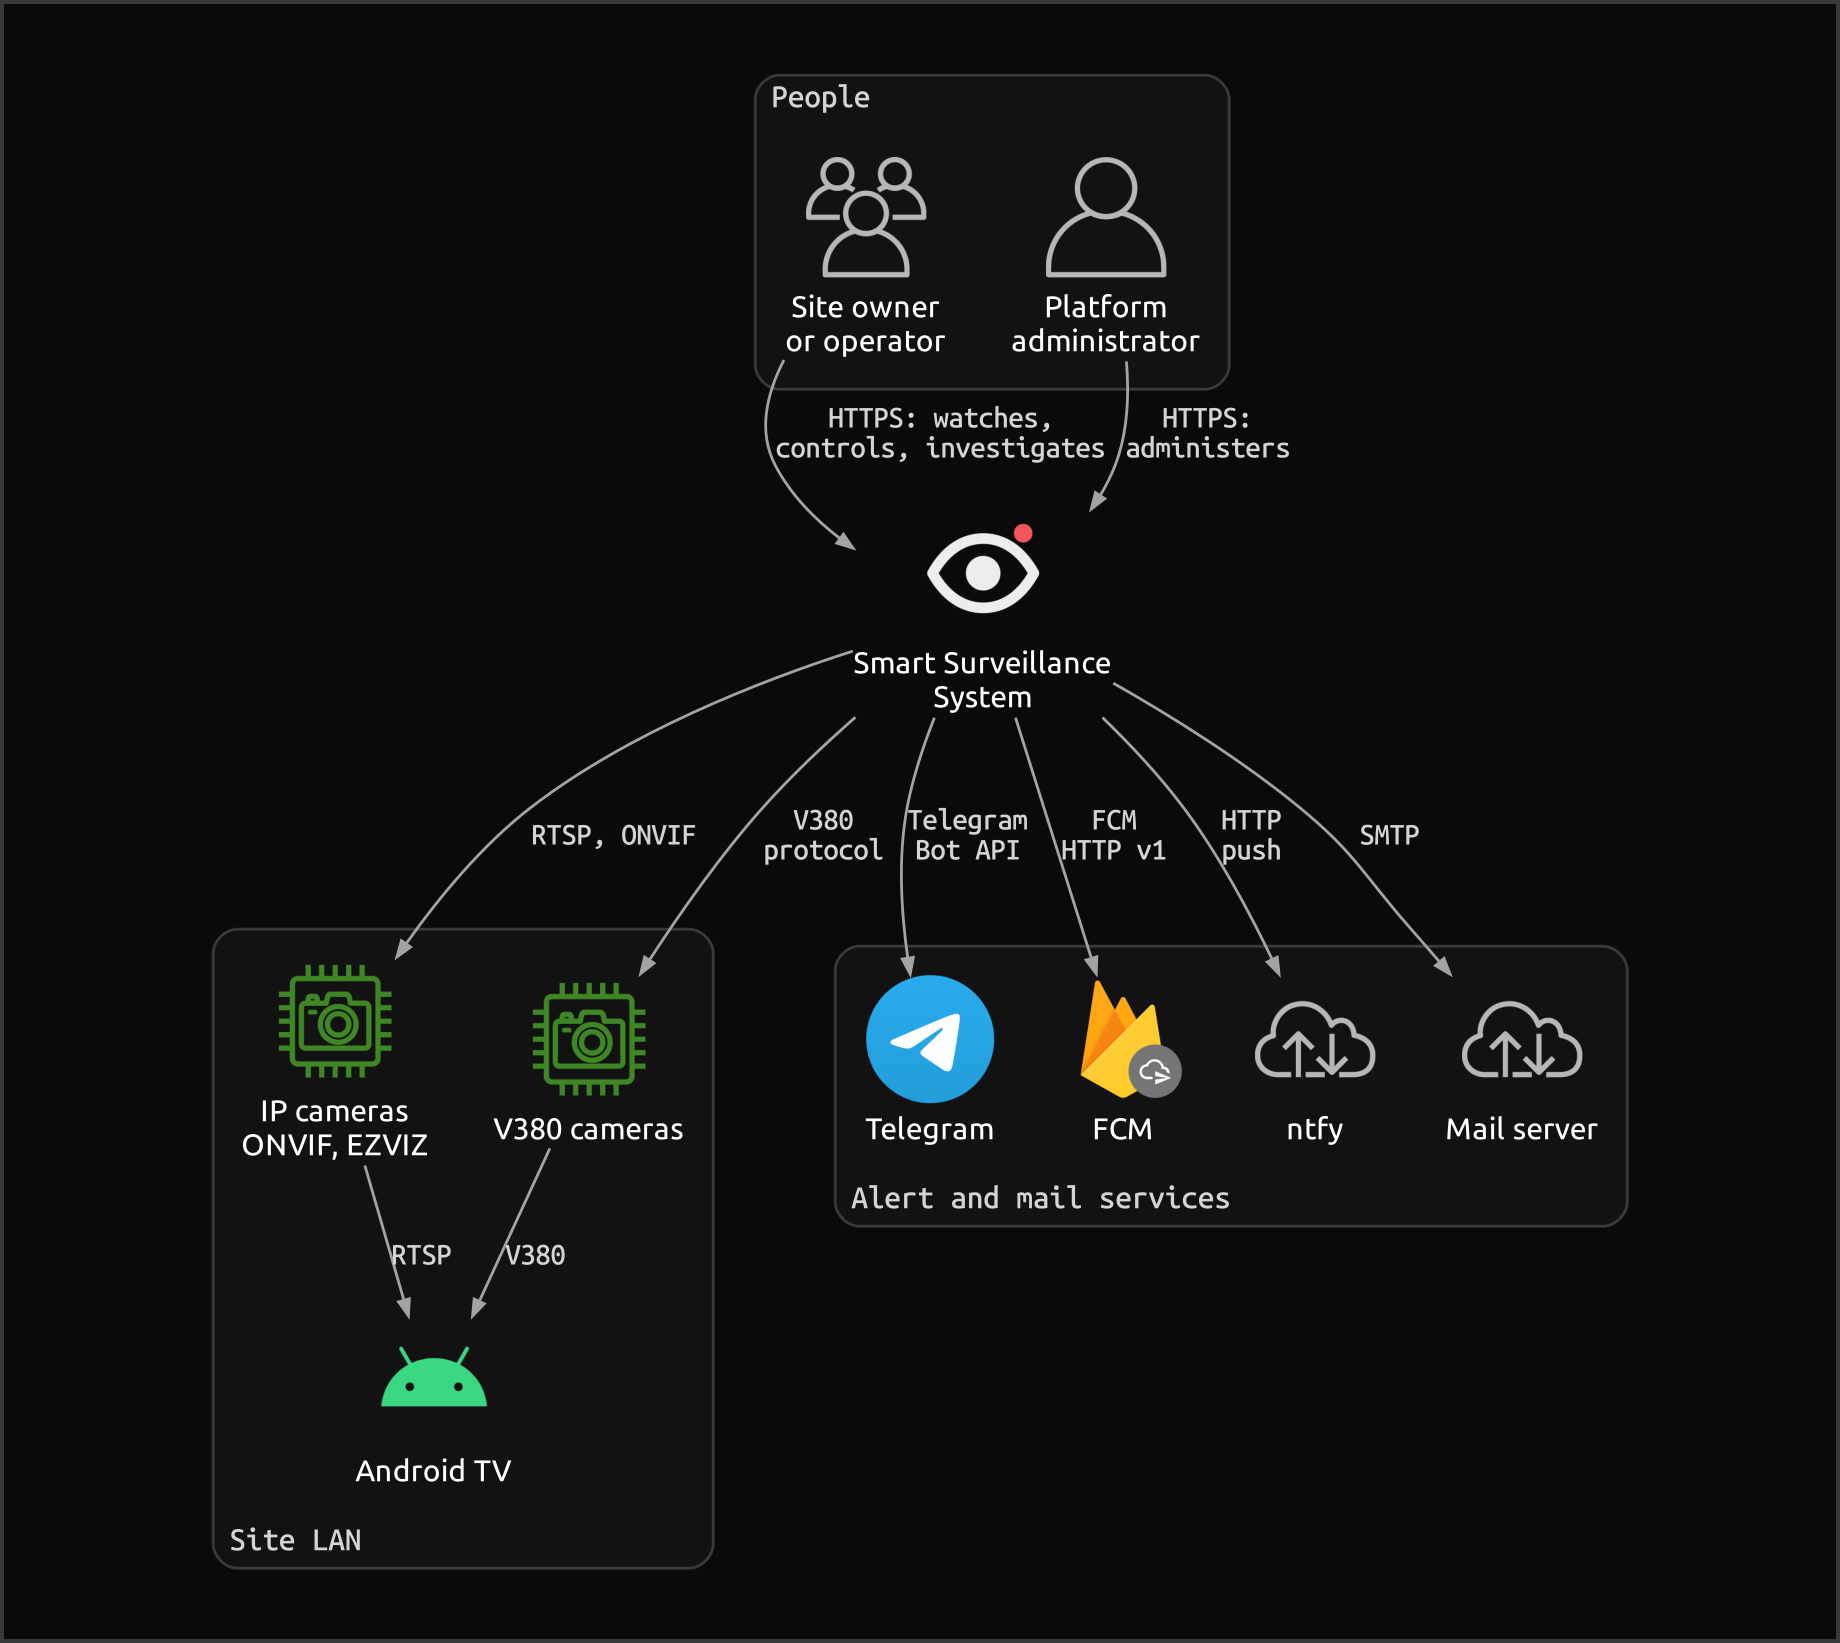 People
Site owner
or operator
Platform
administrator
HTTPS: watches,
controls, investigates
HTTPS:
administers
Smart Surveillance
System
RTSP, ONVIF
V380
protocol
Telegram
Bot API
FCM
HTTP v1
HTTP
push
SMTP
IP cameras
ONVIF, EZVIZ
V380 cameras
Telegram
FCM
ntfy
Mail server
Alert and mail services
RTSP
V380
Android TV
Site LAN